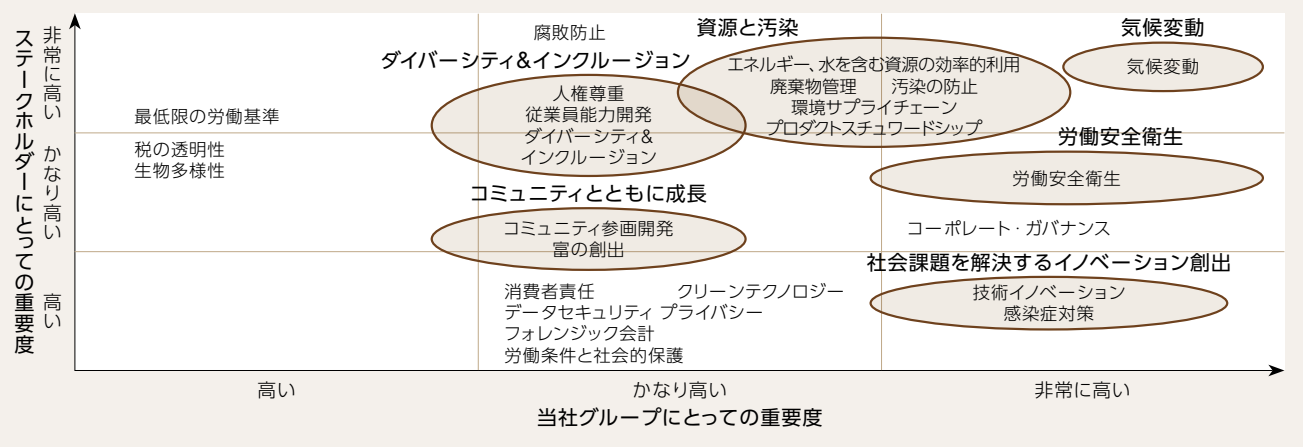 ステークホルダーにとっての重要度
非常に高い
かなり高い
高い
腐敗防止
資源と汚染
気候変動
ダイバーシティ&インクルージョン
エネルギー、水を含む資源の効率的利用
廃棄物管理　汚染の防止
環境サプライチェーン
プロダクトスチュワードシップ
気候変動
人権尊重
従業員能力開発
ダイバーシティ&
インクルージョン
最低限の労働基準
税の透明性
生物多様性
労働安全衛生
労働安全衛生
コミュニティとともに成長
コミュニティ参画開発
富の創出
コーポレート・ガバナンス
社会課題を解決するイノベーション創出
技術イノベーション
感染症対策
消費者責任　クリーンテクノロジー
データセキュリティ プライバシー
フォレンジック会計
労働条件と社会的保護
高い
かなり高い
非常に高い
当社グループにとっての重要度